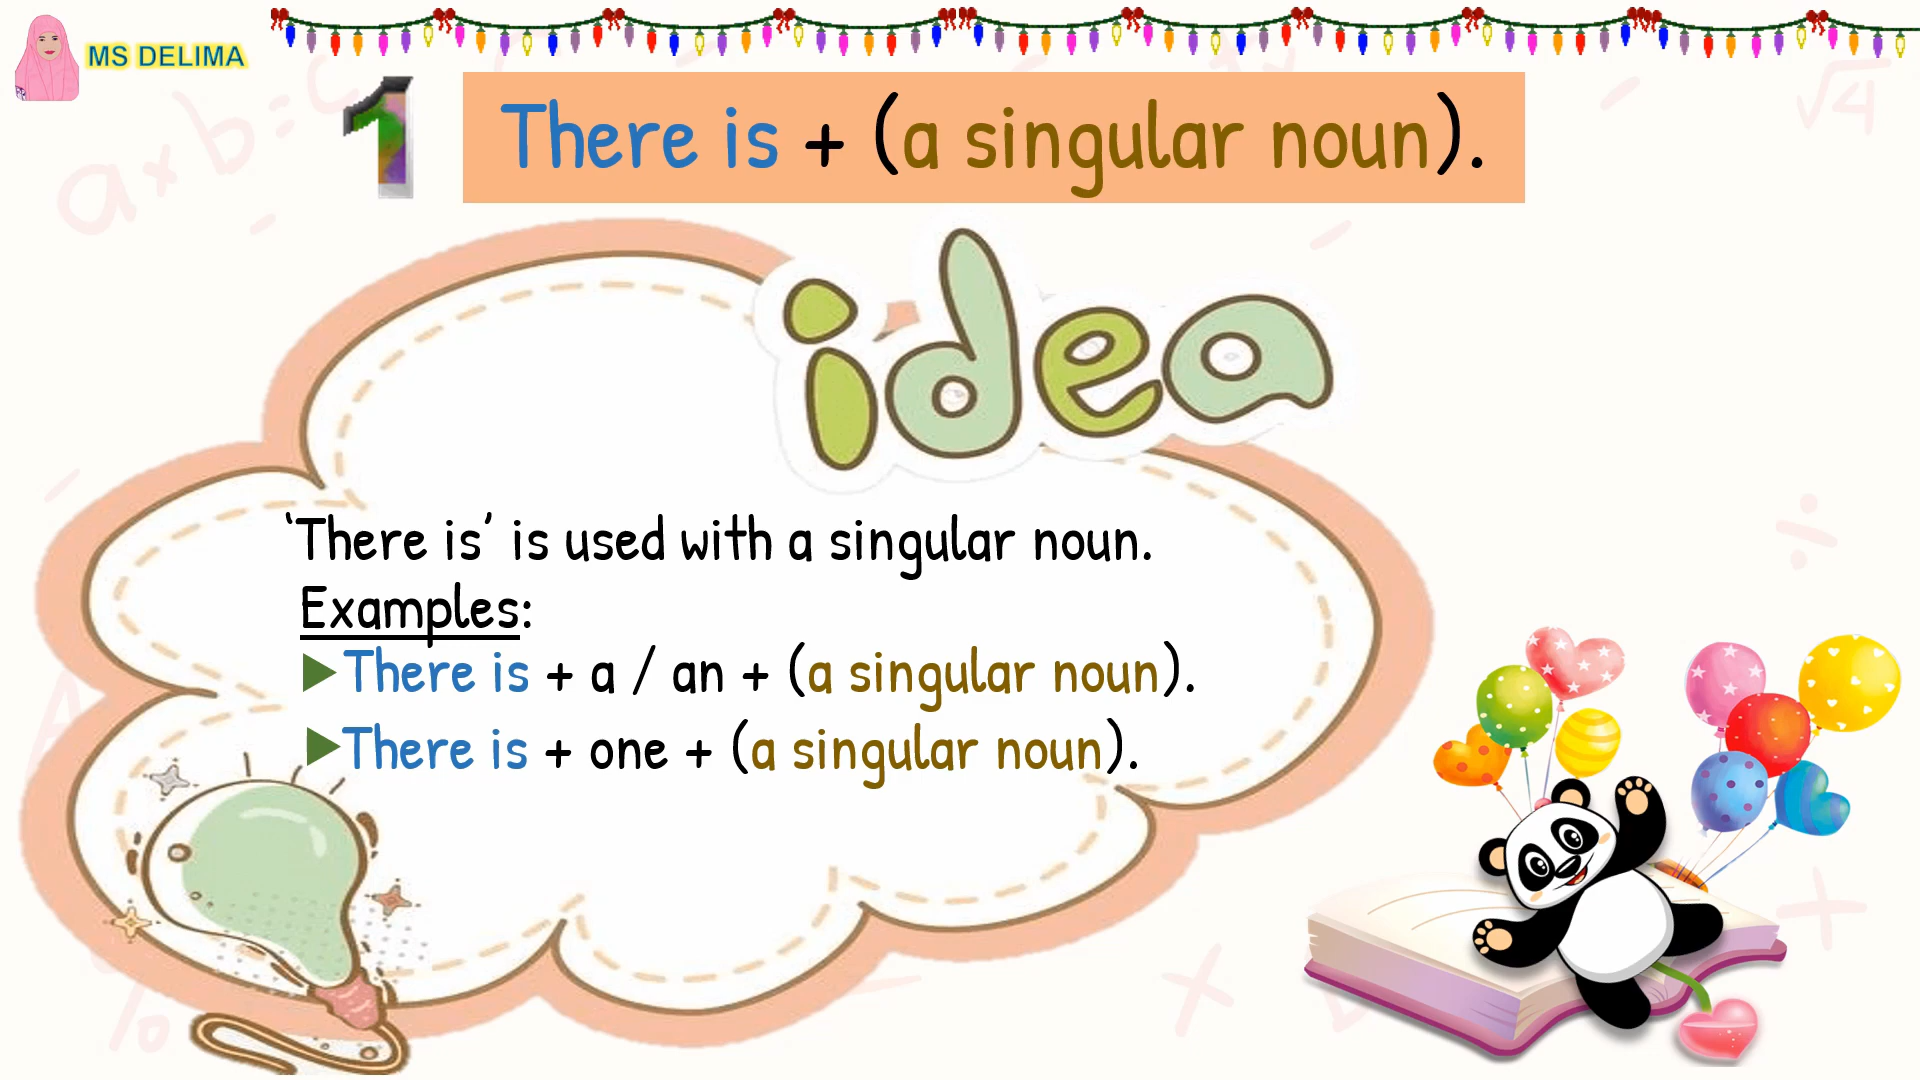 MS DELIMA
1 There is + (a singular noun).
idea
‘There is’ is used with a singular noun.
Examples:
There is + a / an + (a singular noun).
There is + one + (a singular noun).